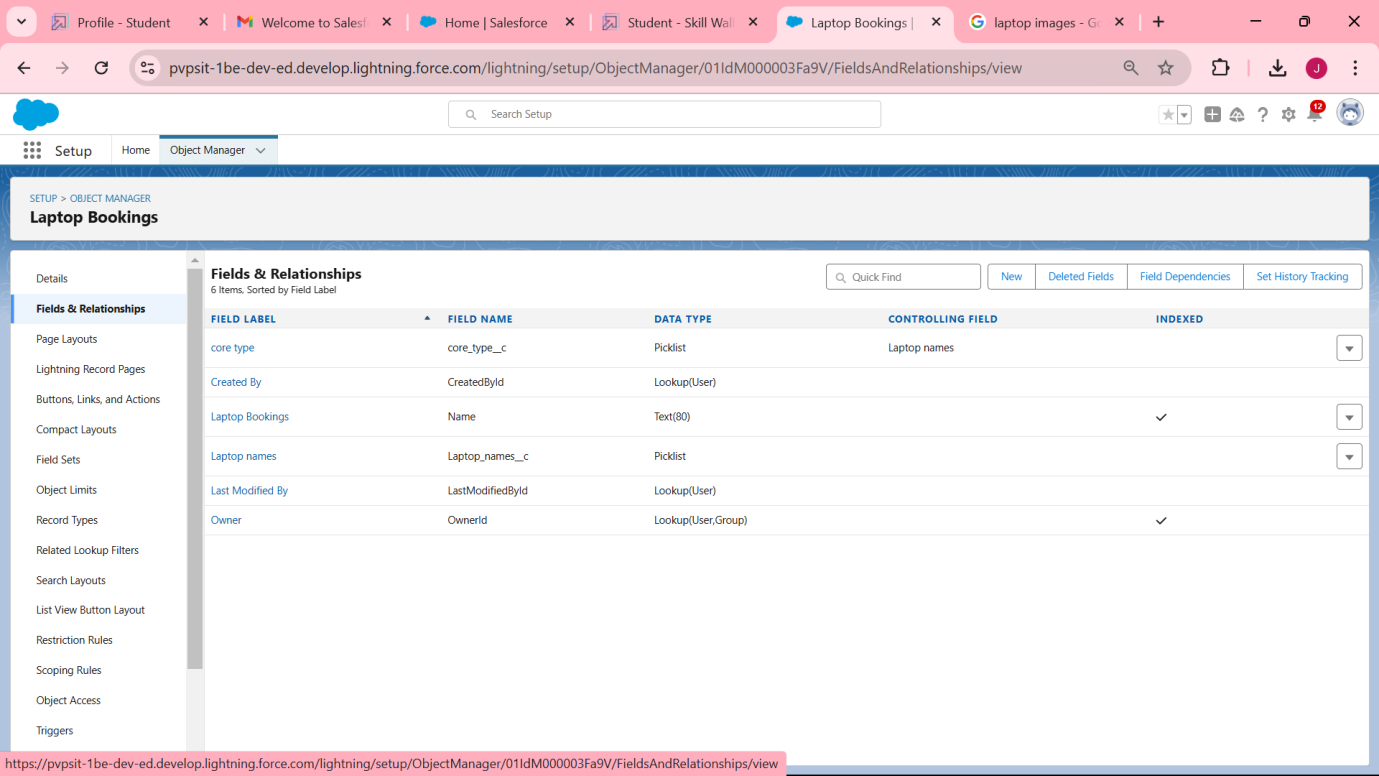 Profile - Student
Welcome to Salesf
Home | Salesforce
Student - Skill Wall
Laptop Bookings |
laptop images - Go
pvpsit-1be-dev-ed.develop.lightning.force.com/lightning/setup/ObjectManager/01IdM000003Fa9V/FieldsAndRelationships/view
J
Search Setup
12
Setup
Home
Object Manager
SETUP > OBJECT MANAGER
Laptop Bookings
Details
Fields & Relationships
Page Layouts
Lightning Record Pages
Buttons, Links, and Actions
Compact Layouts
Field Sets
Object Limits
Record Types
Related Lookup Filters
Search Layouts
List View Button Layout
Restriction Rules
Scoping Rules
Object Access
Triggers
Fields & Relationships
6 Items, Sorted by Field Label
Quick Find
New
Deleted Fields
Field Dependencies
Set History Tracking
FIELD LABEL FIELD NAME DATA TYPE CONTROLLING FIELD INDEXED
core type core_type__c Picklist Laptop names
Created By CreatedById Lookup(User)
Laptop Bookings Name Text(80)
Laptop names Laptop_names__c Picklist
Last Modified By LastModifiedById Lookup(User)
Owner OwnerId Lookup(User,Group)
https://pvpsit-1be-dev-ed.develop.lightning.force.com/lightning/setup/ObjectManager/01IdM000003Fa9V/FieldsAndRelationships/view